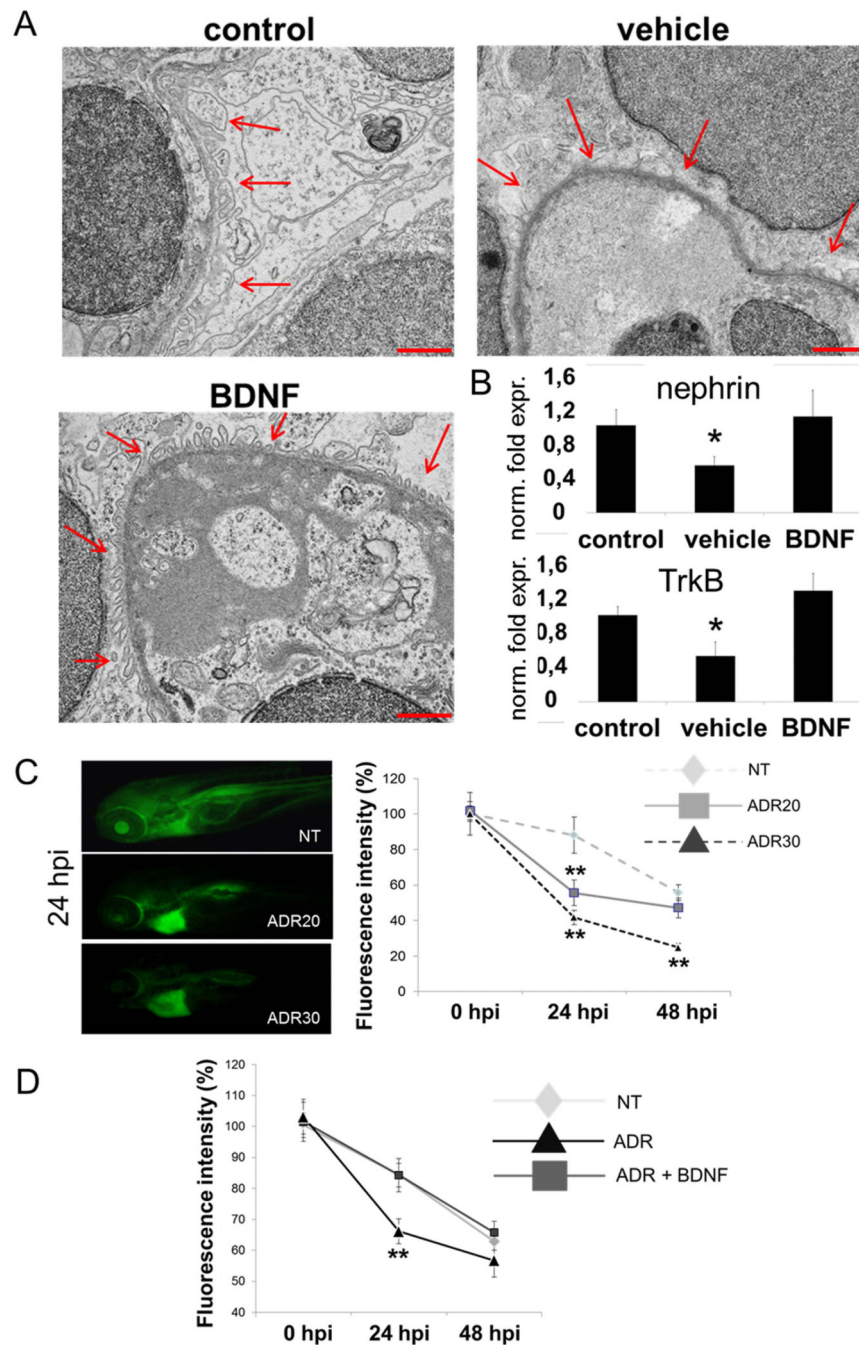 A
control
vehicle
BDNF
B
norm. fold expr.
1,6
1,2
0,8
0,4
0
nephrin
*
control
vehicle
BDNF
norm. fold expr.
1,6
1,2
0,8
0,4
0
TrkB
*
control
vehicle
BDNF
C
24 hpi
NT
ADR20
ADR30
Fluorescence intensity (%)
120
100
80
60
40
20
0
**
**
**
0 hpi
24 hpi
48 hpi
NT
ADR20
ADR30
D
Fluorescence intensity (%)
120
110
100
90
80
70
60
50
40
**
0 hpi
24 hpi
48 hpi
NT
ADR
ADR + BDNF